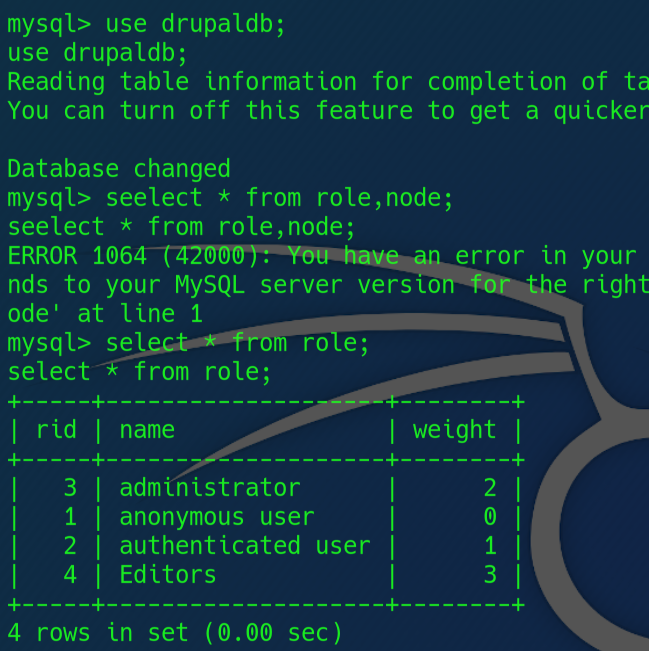 mysql> use drupaldb;
use drupaldb;
Reading table information for completion of ta
You can turn off this feature to get a quicker
Database changed
mysql> seelect * from role,node;
seelect * from role,node;
ERROR 1064 (42000): You have an error in your
nds to your MySQL server version for the right
ode' at line 1
mysql> select * from role;
select * from role;
+-----+--------------------+--------+
| rid | name               | weight |
+-----+--------------------+--------+
|   3 | administrator      |      2 |
|   1 | anonymous user     |      0 |
|   2 | authenticated user |      1 |
|   4 | Editors            |      3 |
+-----+--------------------+--------+
4 rows in set (0.00 sec)